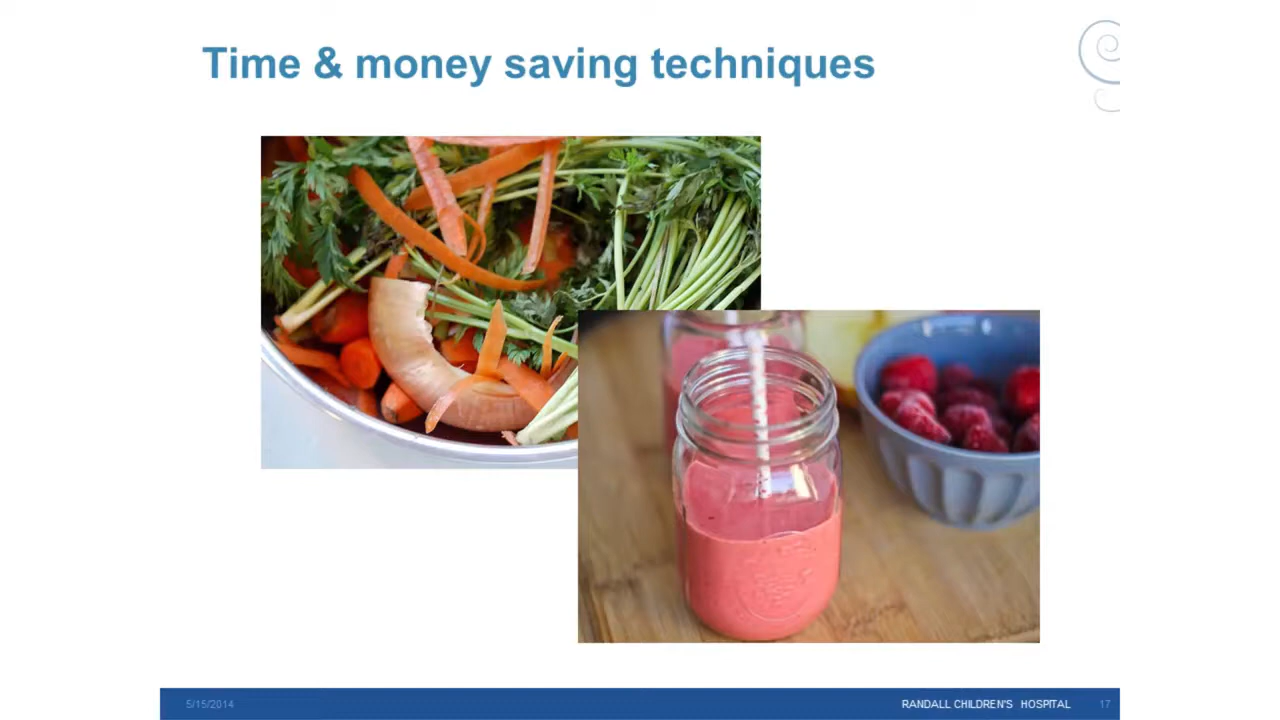 Time & money saving techniques
5/15/2014
RANDALL CHILDREN'S HOSPITAL
17